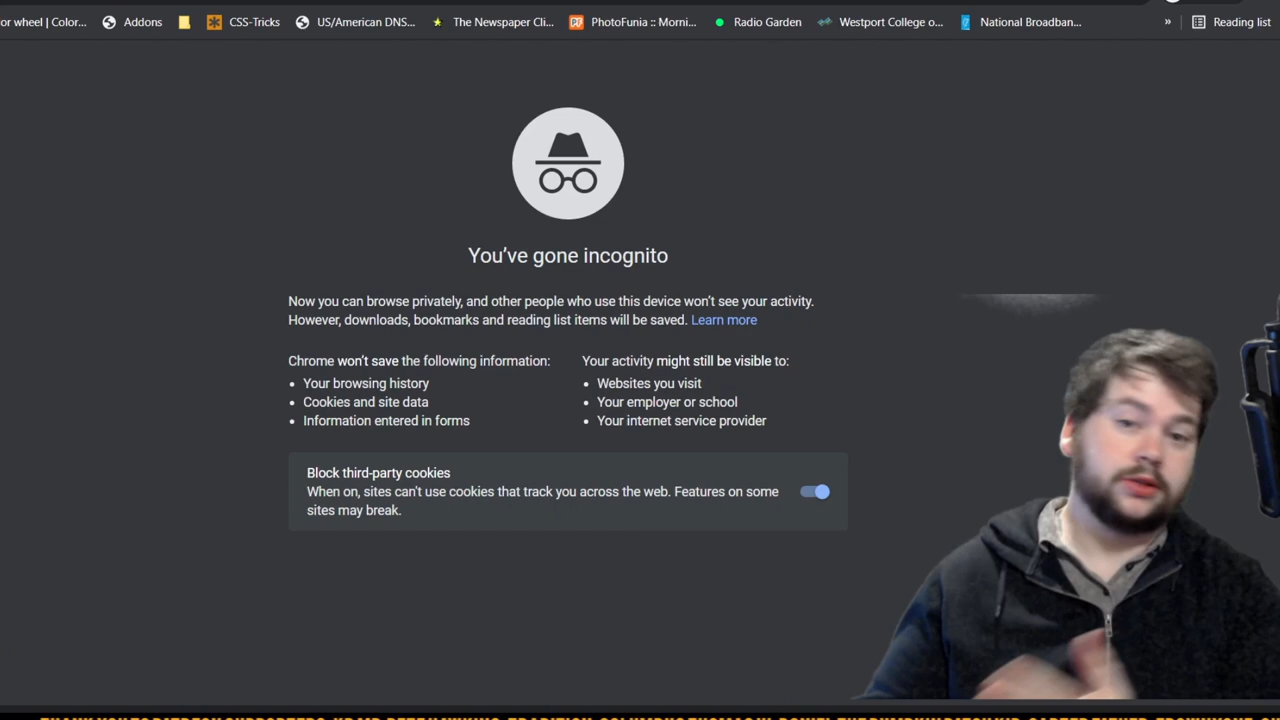 or wheel | Color...
Addons
CSS-Tricks
US/American DNS...
The Newspaper Cli...
PhotoFunia :: Morni...
Radio Garden
Westport College o...
National Broadban...
»
Reading list
You've gone incognito
Now you can browse privately, and other people who use this device won't see your activity.
However, downloads, bookmarks and reading list items will be saved. Learn more
Chrome won't save the following information:
• Your browsing history
• Cookies and site data
• Information entered in forms
Your activity might still be visible to:
• Websites you visit
• Your employer or school
• Your internet service provider
Block third-party cookies
When on, sites can't use cookies that track you across the web. Features on some
sites may break.